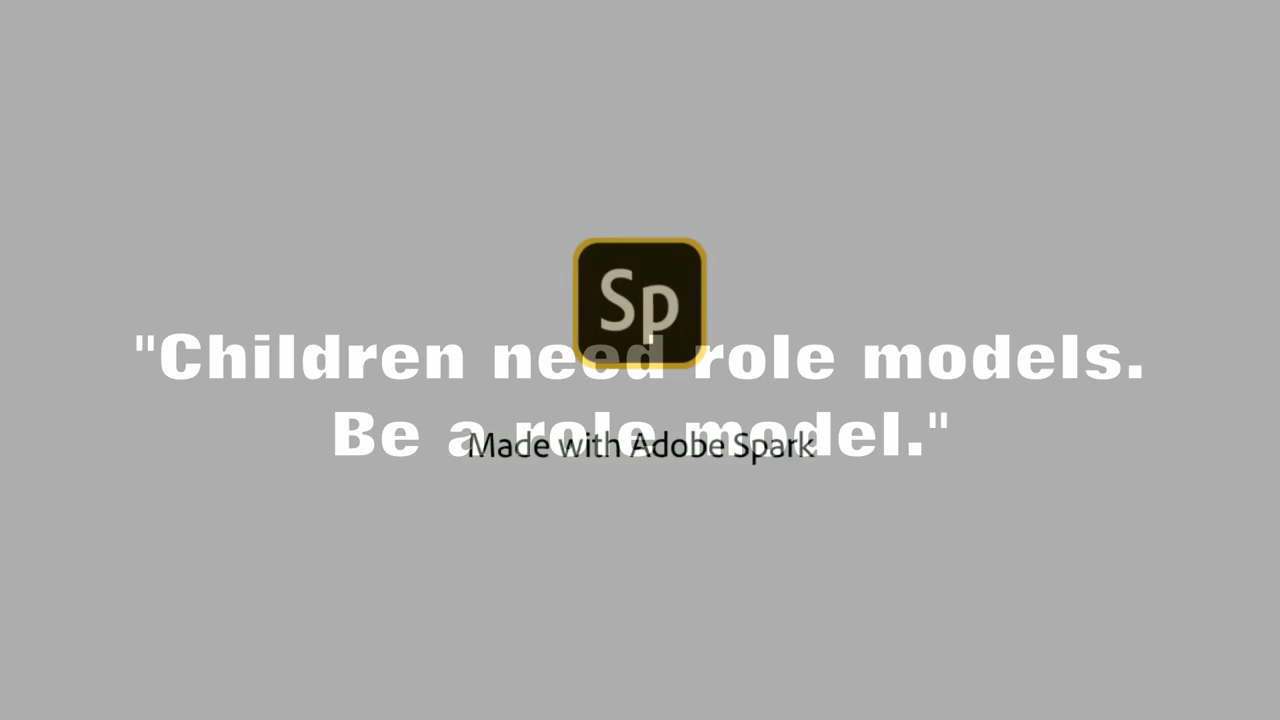 Sp
"Children need role models.
Be a role model."
Made with Adobe Spark